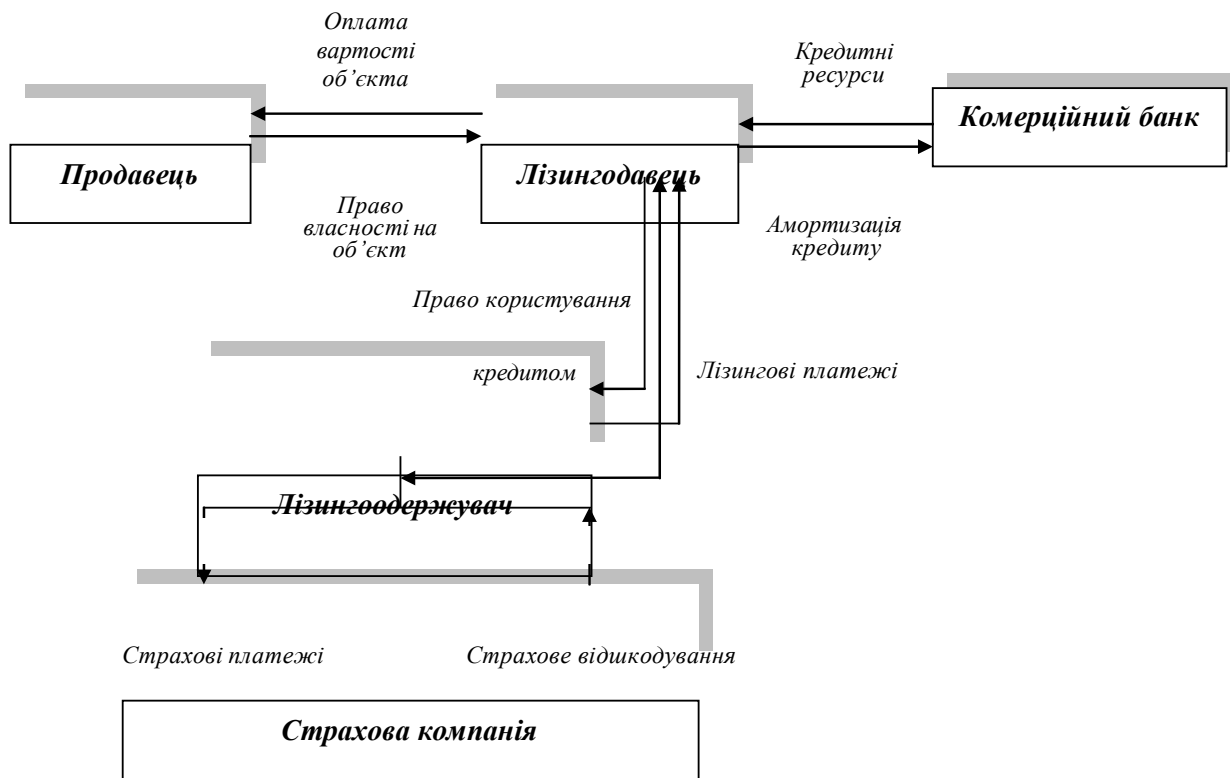 Оплата
вартості
об’єкта
Кредитні
ресурси
Комерційний банк
Продавець
Лізингодавець
Право
власності на
об’єкт
Амортизація
кредиту
Право користування
кредитом
Лізингові платежі
Лізингоодержувач
Страхові платежі
Страхове відшкодування
Страхова компанія